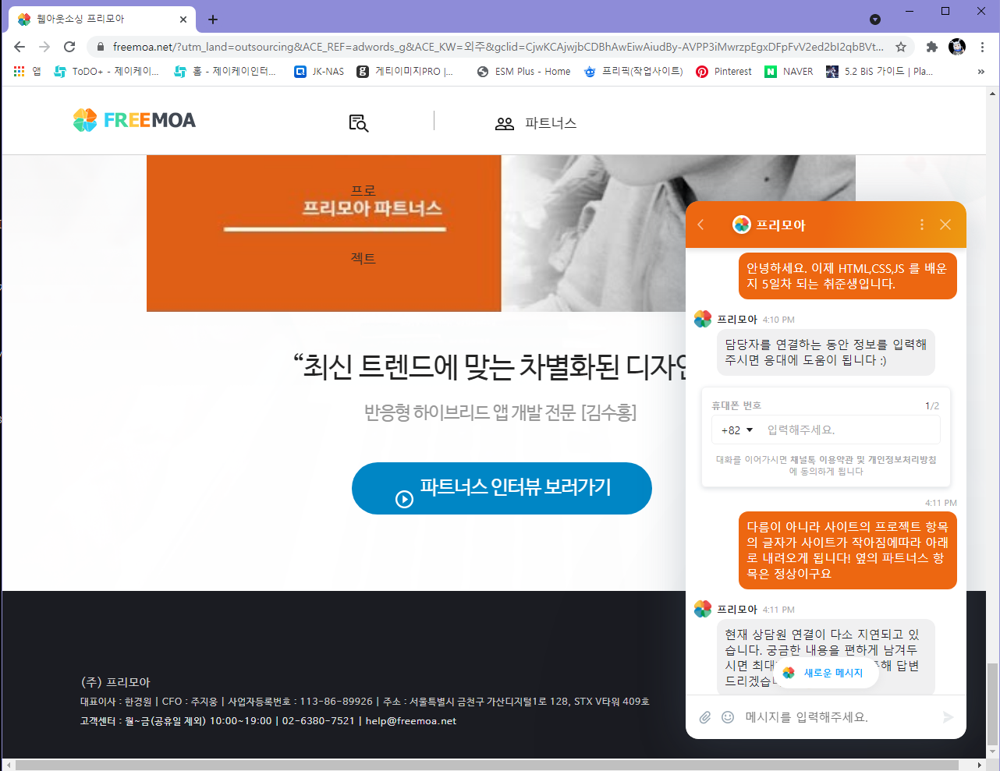 웹아웃소싱 프리모아
freemoa.net/?utm_land=outsourcing&ACE_REF=adwords_g&ACE_KW=외주&gclid=CjwKCAjwjbCDBhAwEiwAiudBy-AVPP3iMwrzpEgxDFpFvV2ed2bI2qbBVt...
앱 ToDO+ - 제이케이... 홈 - 제이케이인터... JK-NAS 게티이미지PRO |... ESM Plus - Home 프리픽(작업사이트) Pinterest NAVER 5.2 BiS 가이드 | Pla... »
FREEMOA
파트너스
프로
프리모아 파트너스
젝트
“최신 트렌드에 맞는 차별화된 디자인
반응형 하이브리드 앱 개발 전문 [김수홍]
파트너스 인터뷰 보러가기
(주) 프리모아
대표이사 : 한경원 | CFO : 주지웅 | 사업자등록번호 : 113-86-89926 | 주소 : 서울특별시 금천구 가산디지털1로 128, STX V타워 409호
고객센터 : 월~금(공휴일 제외) 10:00~19:00 | 02-6380-7521 | help@freemoa.net
프리모아
안녕하세요. 이제 HTML,CSS,JS 를 배운
지 5일차 되는 취준생입니다.
프리모아 4:10 PM
담당자를 연결하는 동안 정보를 입력해
주시면 응대에 도움이 됩니다 :)
휴대폰 번호 1/2
+82 입력해주세요.
대화를 이어가시면 채널톡 이용약관 및 개인정보처리방침
에 동의하게 됩니다
4:11 PM
다름이 아니라 사이트의 프로젝트 항목
의 글자가 사이트가 작아짐에따라 아래
로 내려오게 됩니다! 옆의 파트너스 항
목은 정상이구요
프리모아 4:11 PM
현재 상담원 연결이 다소 지연되고 있
습니다. 궁금한 내용을 편하게 남겨두
시면 최대 답변
드리겠습
새로운 메시지
메시지를 입력해주세요.